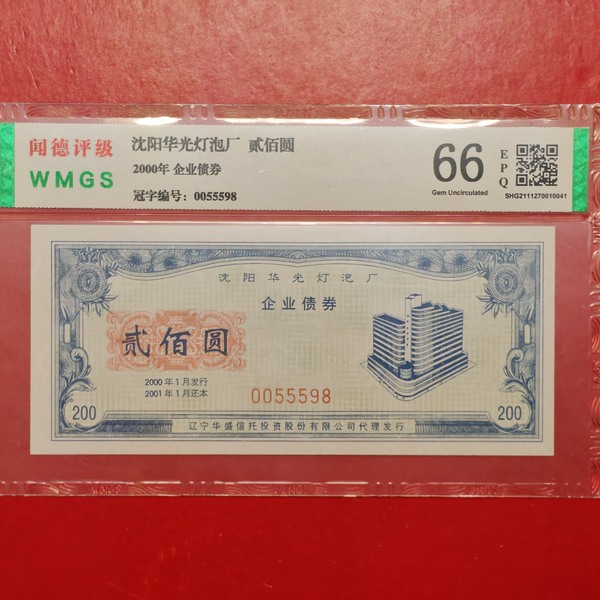 闻德评级
WMGS
沈阳华光灯泡厂 贰佰圆
2000年 企业债券
冠字编号: 0055598
66
Gem Uncirculated
E
P
Q
SHG2111270010041
沈阳华光灯泡厂
企业债券
贰佰圆
2000年1月发行
2001年1月还本
0055598
200
200
辽宁华盛信托投资股份有限公司代理发行